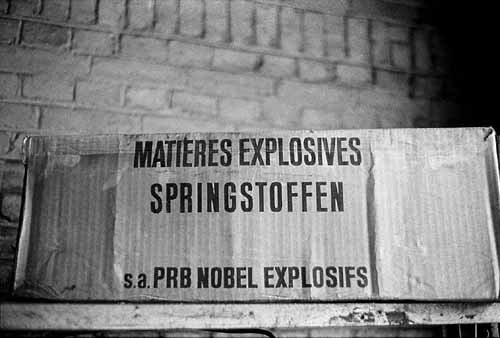 MATIÈRES EXPLOSIVES
SPRINGSTOFFEN
s.a. PRB NOBEL EXPLOSIFS